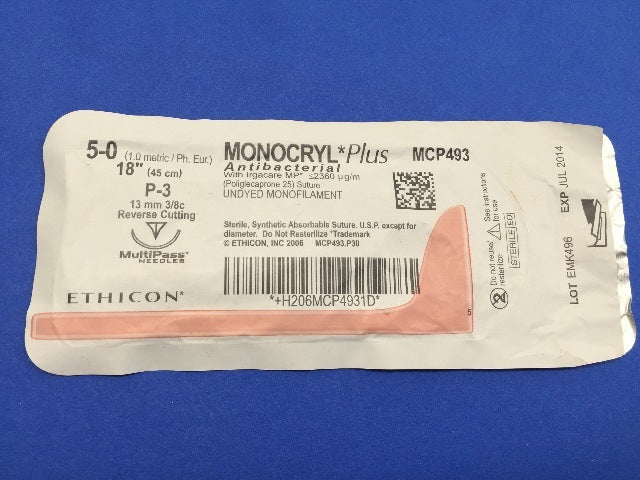 5-0 (1.0 metric / Ph. Eur.)
18" (45 cm)
P-3
13 mm 3/8c
Reverse Cutting
MultiPass*
NEEDLES
ETHICON*
MONOCRYL* Plus MCP493
Antibacterial
With Irgacare MP* ≤2360 µg/m
(Poliglecaprone 25) Suture
UNDYED MONOFILAMENT
Sterile, Synthetic Absorbable Suture. U.S.P. except for
diameter. Do Not Resterilize *Trademark
© ETHICON, INC 2006 MCP493.P30
*+H206MCP4931D*
5
2
Do not reuse/
resterilize
See instructions
for use
STERILE EO
LOT EMK496 EXP JUL 2014